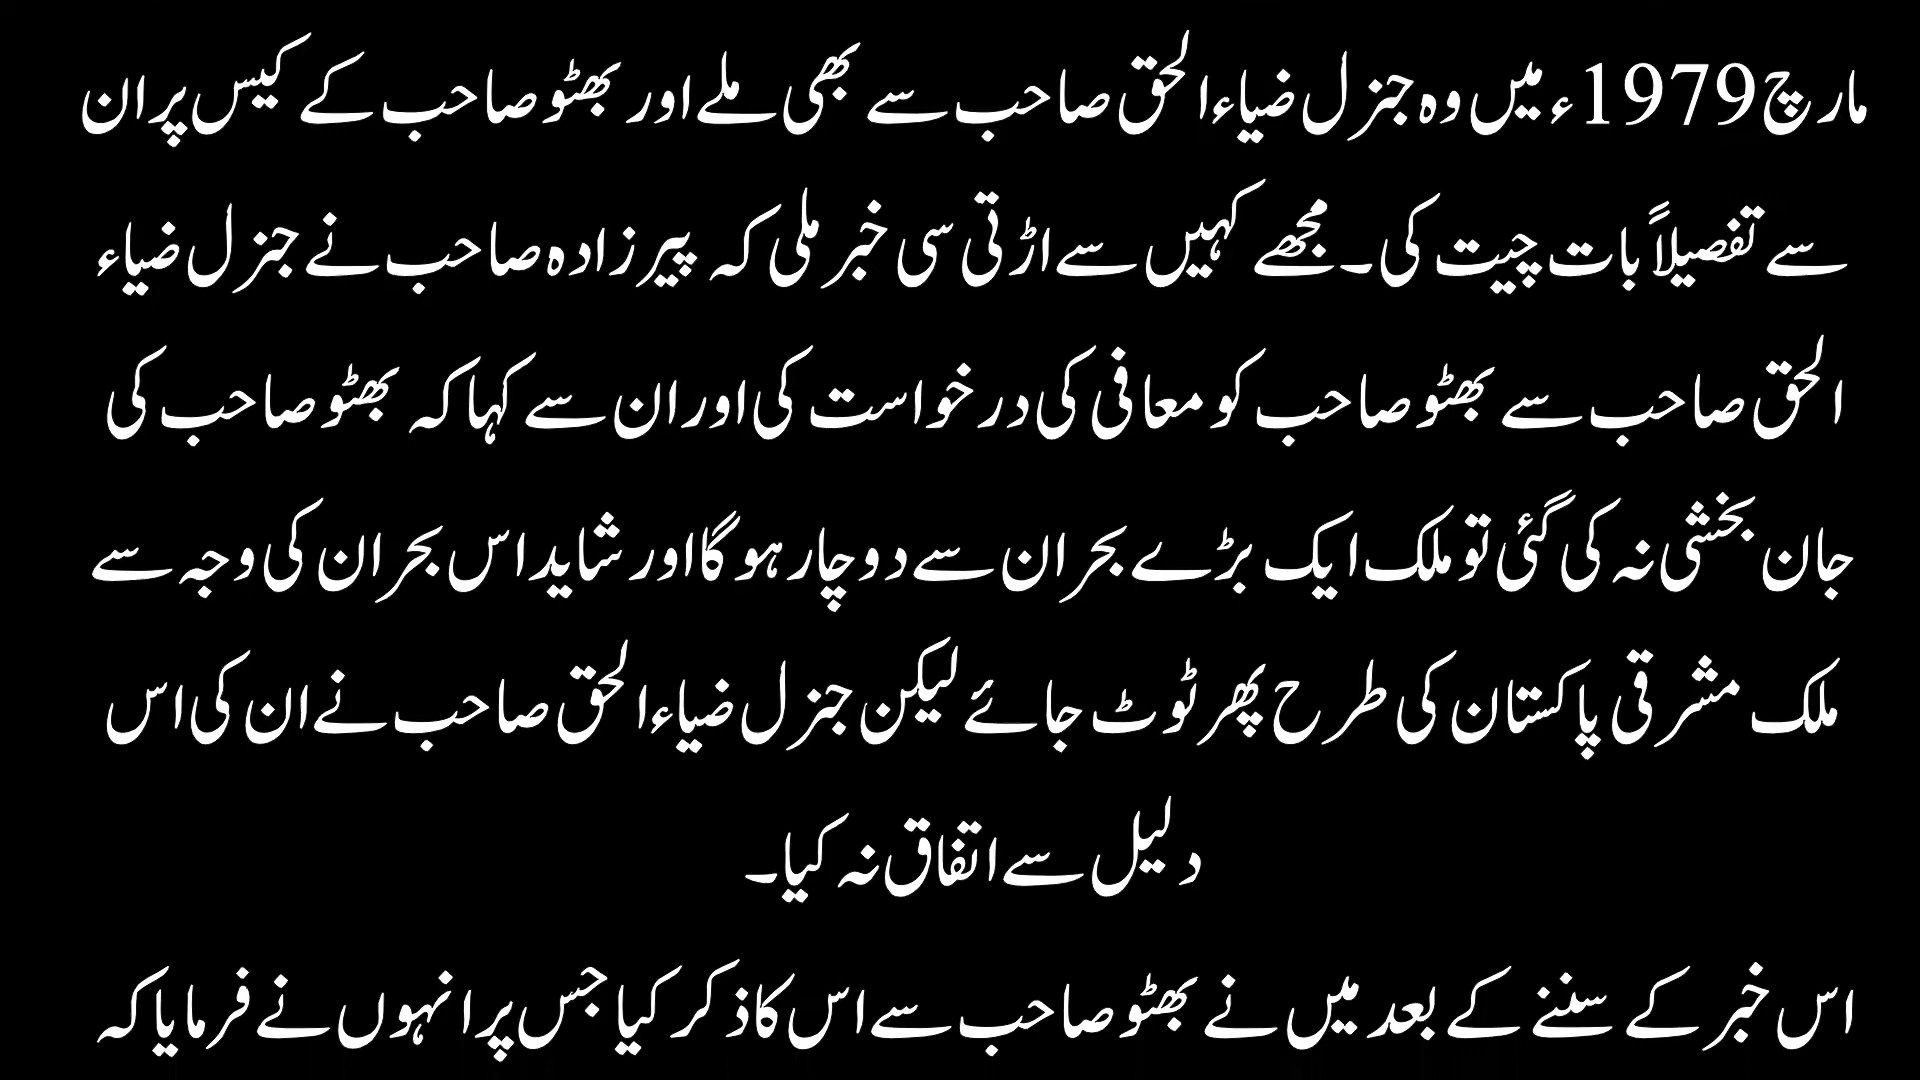 مارچ 1979ء میں وہ جنرل ضیاءالحق صاحب سے بھی ملے اور بھٹو صاحب کے کیس پر ان
سے تفصیلاً بات چیت کی۔ مجھے کہیں سے اڑتی سی خبر ملی کہ پیر زادہ صاحب نے جنرل ضیاء
الحق صاحب سے بھٹو صاحب کو معافی کی درخواست کی اور ان سے کہا کہ بھٹو صاحب کی
جان بخشی نہ کی گئی تو ملک ایک بڑے بحران سے دوچار ہو گا اور شاید اس بحران کی وجہ سے
ملک مشرقی پاکستان کی طرح پھر ٹوٹ جائے لیکن جنرل ضیاءالحق صاحب نے ان کی اس
دلیل سے اتفاق نہ کیا۔
اس خبر کے سننے کے بعد میں نے بھٹو صاحب سے اس کا ذکر کیا جس پر انہوں نے فرمایا کہ